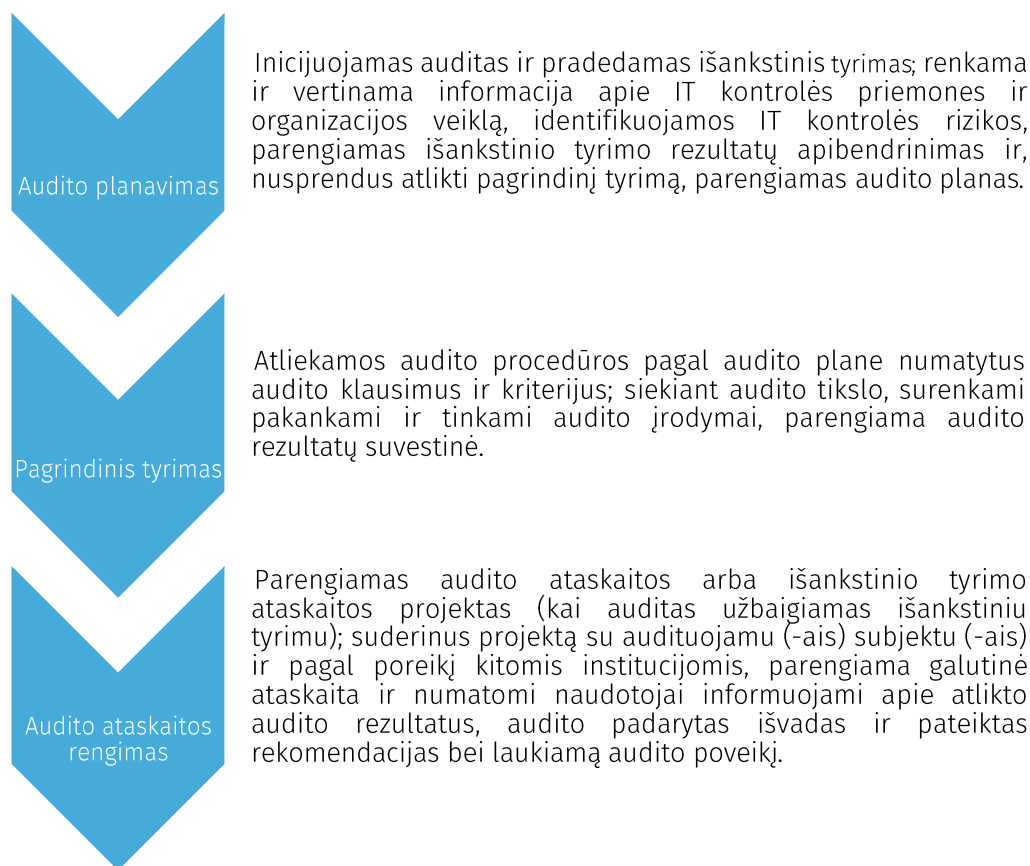 Audito planavimas
Inicijuojamas auditas ir pradedamas išankstinis tyrimas; renkama
ir vertinama informacija apie IT kontrolės priemones ir
organizacijos veiklą, identifikuojamos IT kontrolės rizikos,
parengiamas išankstinio tyrimo rezultatų apibendrinimas ir,
nusprendus atlikti pagrindinį tyrimą, parengiamas audito planas.
Pagrindinis tyrimas
Atliekamos audito procedūros pagal audito plane numatytus
audito klausimus ir kriterijus; siekiant audito tikslo, surenkami
pakankami ir tinkami audito įrodymai, parengiama audito
rezultatų suvestinė.
Audito ataskaitos
rengimas
Parengiamas audito ataskaitos arba išankstinio tyrimo
ataskaitos projektas (kai auditas užbaigiamas išankstiniu
tyrimu); suderinus projektą su audituojamu (-ais) subjektu (-ais)
ir pagal poreikį kitomis institucijomis, parengiama galutinė
ataskaita ir numatomi naudotojai informuojami apie atlikto
audito rezultatus, audito padarytas išvadas ir pateiktas
rekomendacijas bei laukiamą audito poveikį.